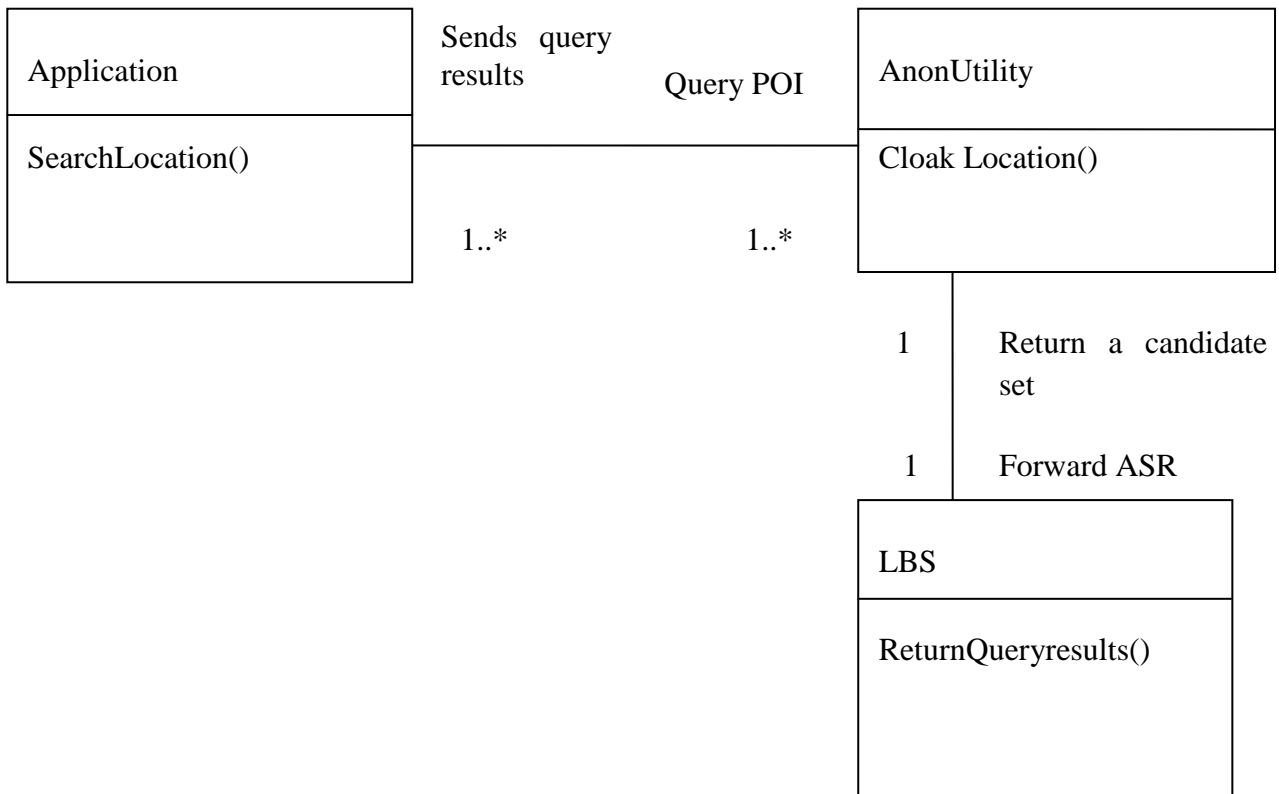 Application
SearchLocation()
Sends query
results
Query POI
1..*
1..*
AnonUtility
Cloak Location()
1
Return a candidate
set
1
Forward ASR
LBS
ReturnQueryresults()